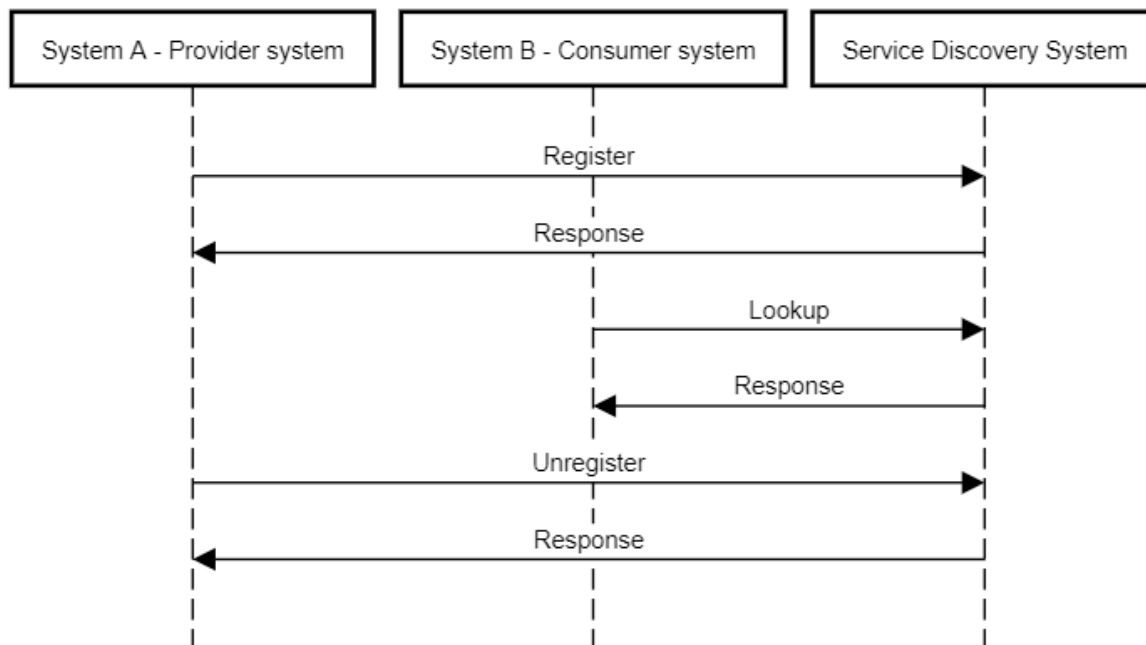 System A - Provider system
System B - Consumer system
Service Discovery System
Register
Response
Lookup
Response
Unregister
Response